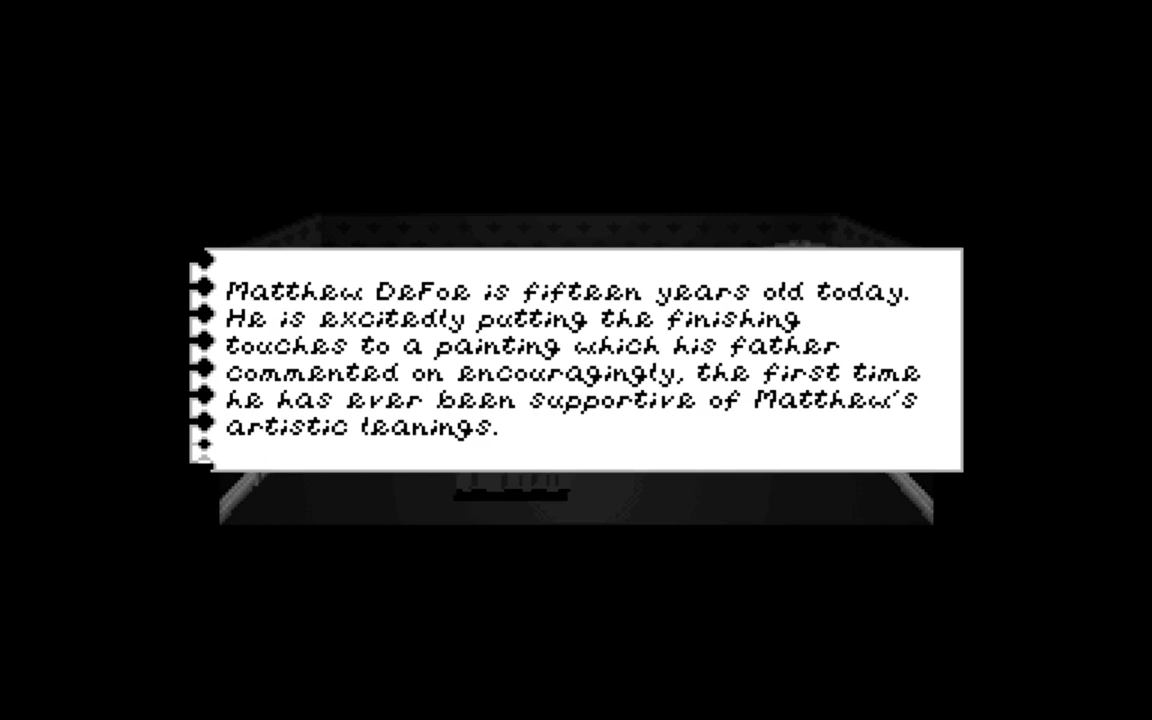 Matthew DeFoe is fifteen years old today.
He is excitedly putting the finishing
touches to a painting which his father
commented on encouragingly, the first time
he has ever been supportive of Matthew's
artistic leanings.